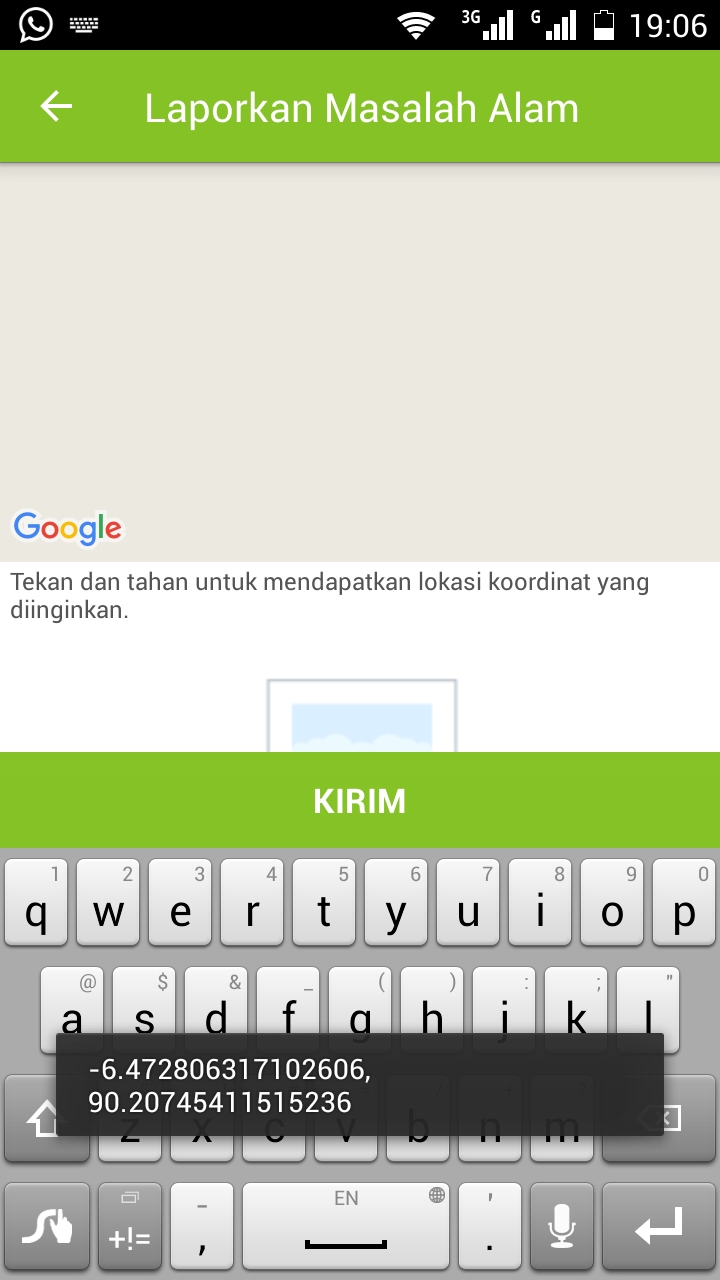 3G G 19:06
Laporkan Masalah Alam
Google
Tekan dan tahan untuk mendapatkan lokasi koordinat yang
diinginkan.
KIRIM
1 2 3 4 5 6 7 8 9 0
q w e r t y u i o p
@ $ & _ ( ) : ; "
a s d f g h j k l
-6.472806317102606,
90.20745411515236
z x c v b n m
EN
+!= - , ' .